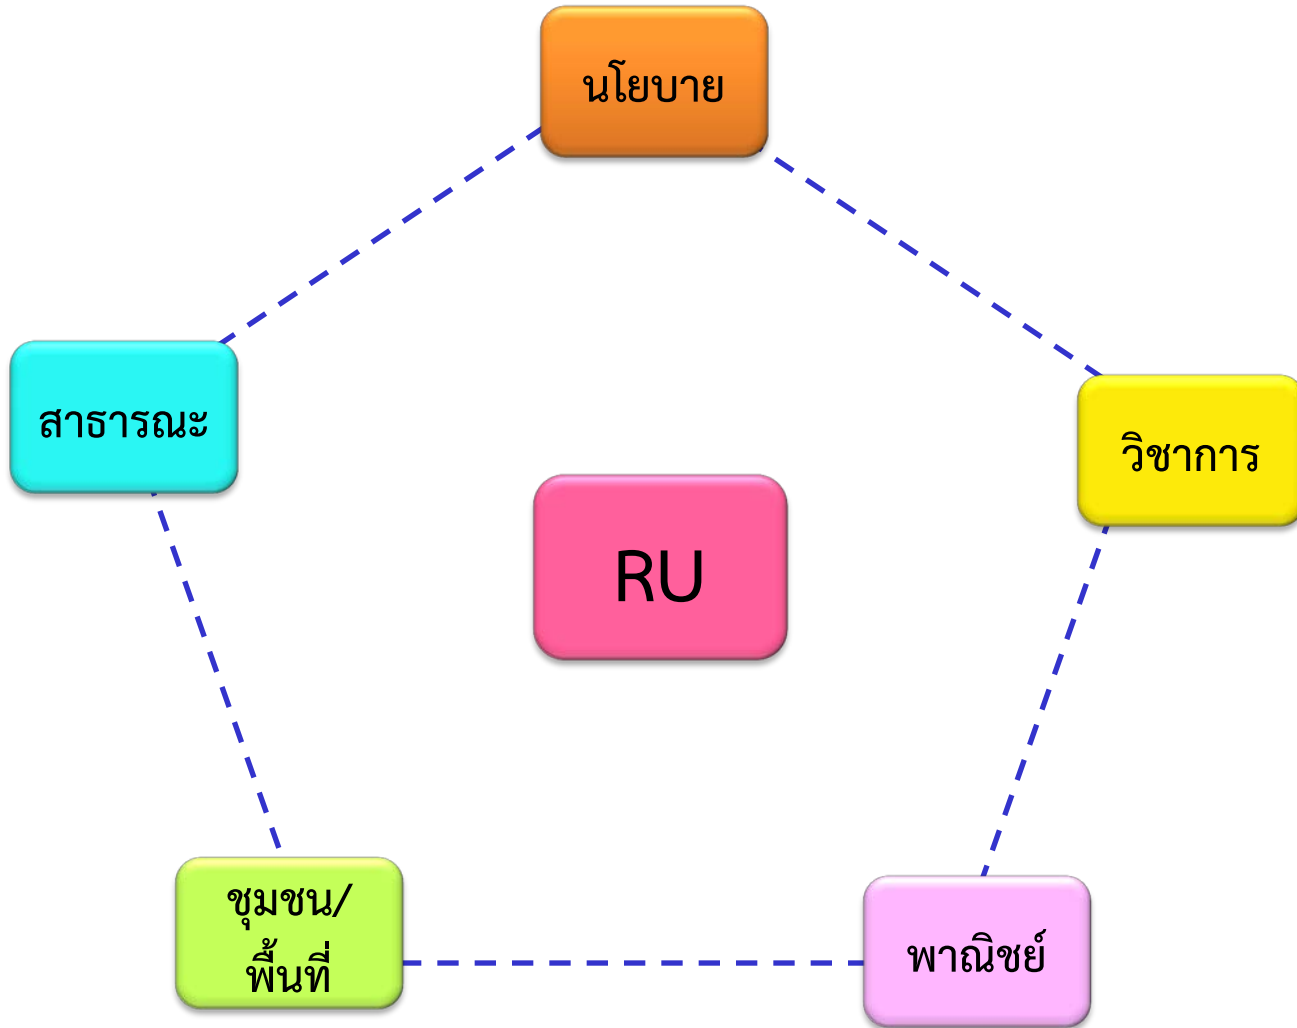 นโยบาย
สาธารณะ
วิชาการ
RU
ชุมชน/
พื้นที่
พาณิชย์